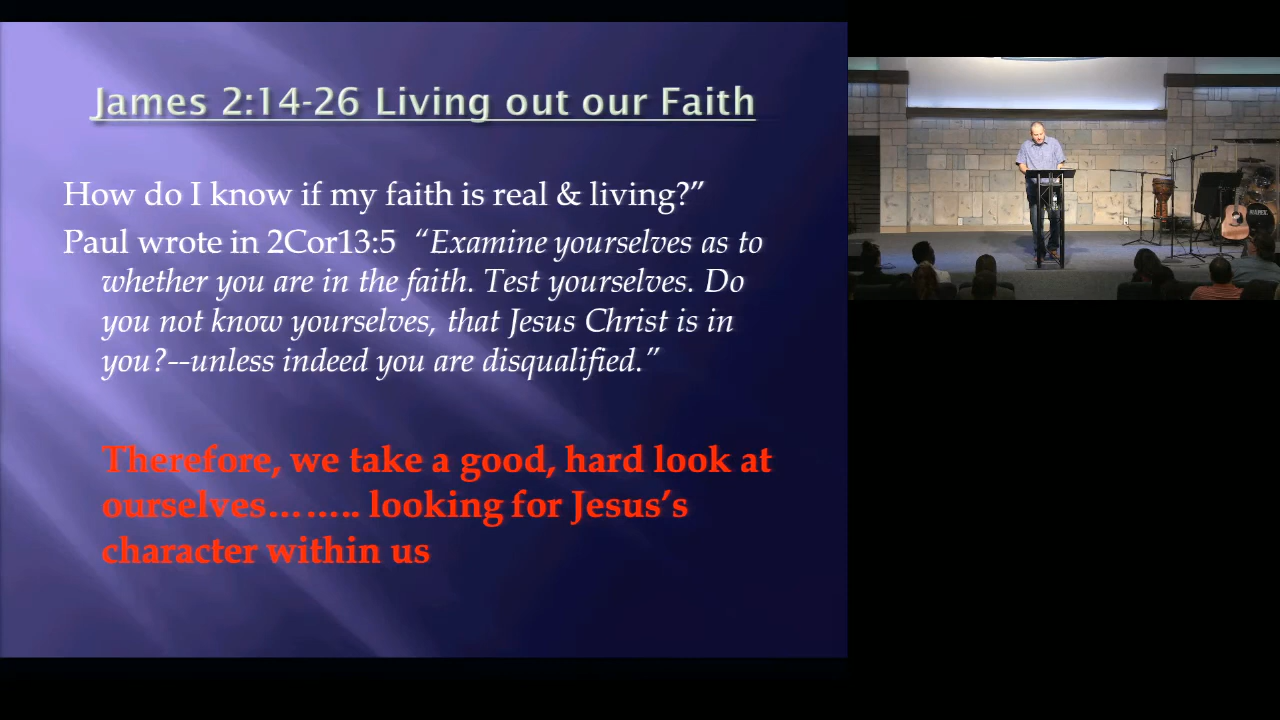 James 2:14-26 Living out our Faith
How do I know if my faith is real & living?”
Paul wrote in 2Cor13:5 “Examine yourselves as to
whether you are in the faith. Test yourselves. Do
you not know yourselves, that Jesus Christ is in
you?--unless indeed you are disqualified.”
Therefore, we take a good, hard look at
ourselves…….. looking for Jesus’s
character within us